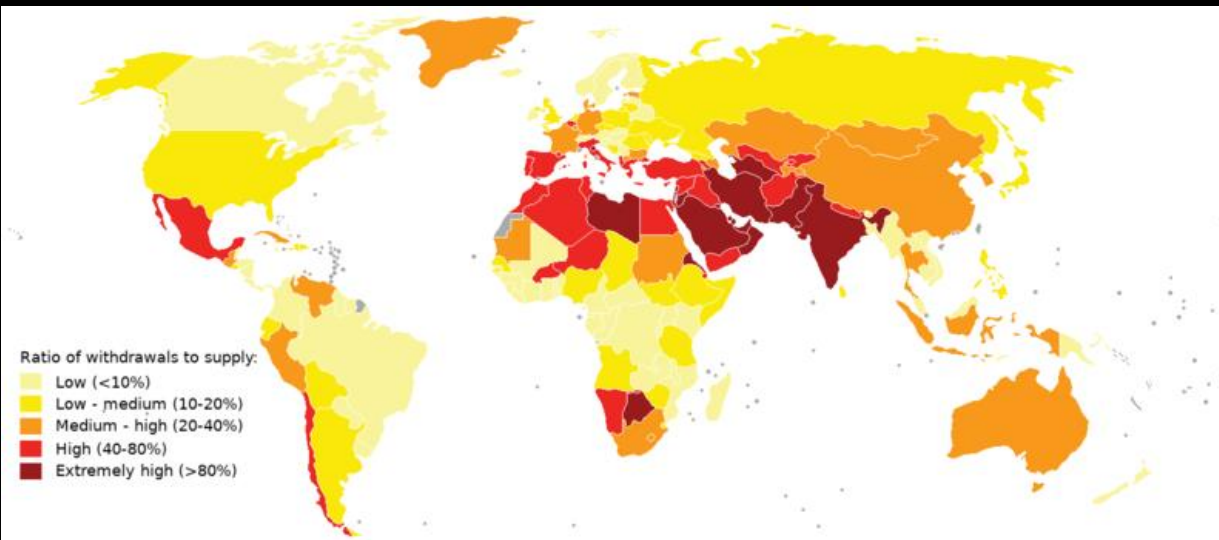 Ratio of withdrawals to supply:
Low (<10%)
Low - medium (10-20%)
Medium - high (20-40%)
High (40-80%)
Extremely high (>80%)